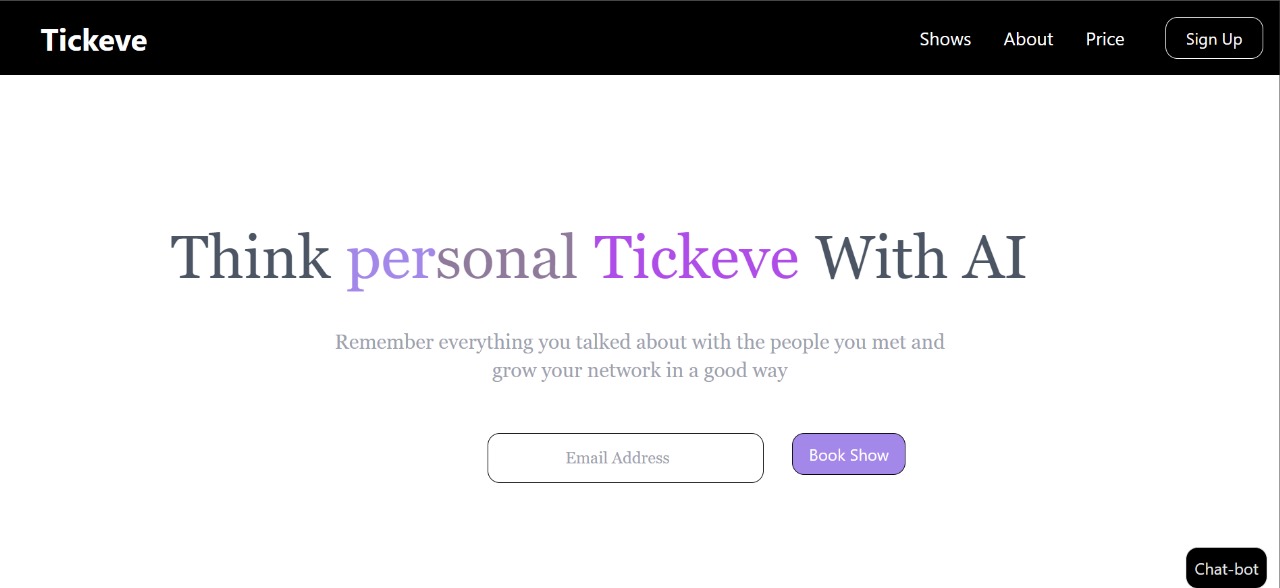 Tickeve
Shows
About
Price
Sign Up
Think personal Tickeve With AI
Remember everything you talked about with the people you met and
grow your network in a good way
Email Address
Book Show
Chat-bot